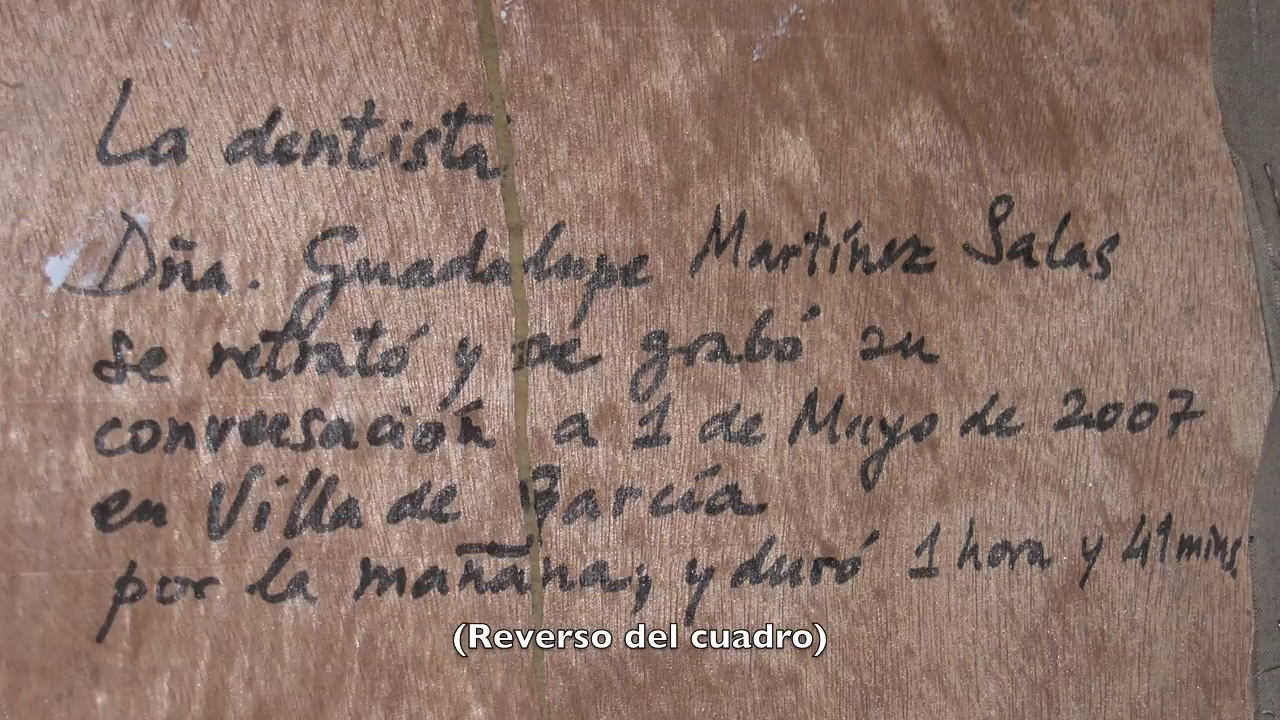 La dentista
Dña. Guadalupe Martínez Salas
se retrató y se grabó su
conversación a 1 de Mayo de 2007
en Villa de García
por la mañana, y duró 1 hora y 41 mins.
(Reverso del cuadro)